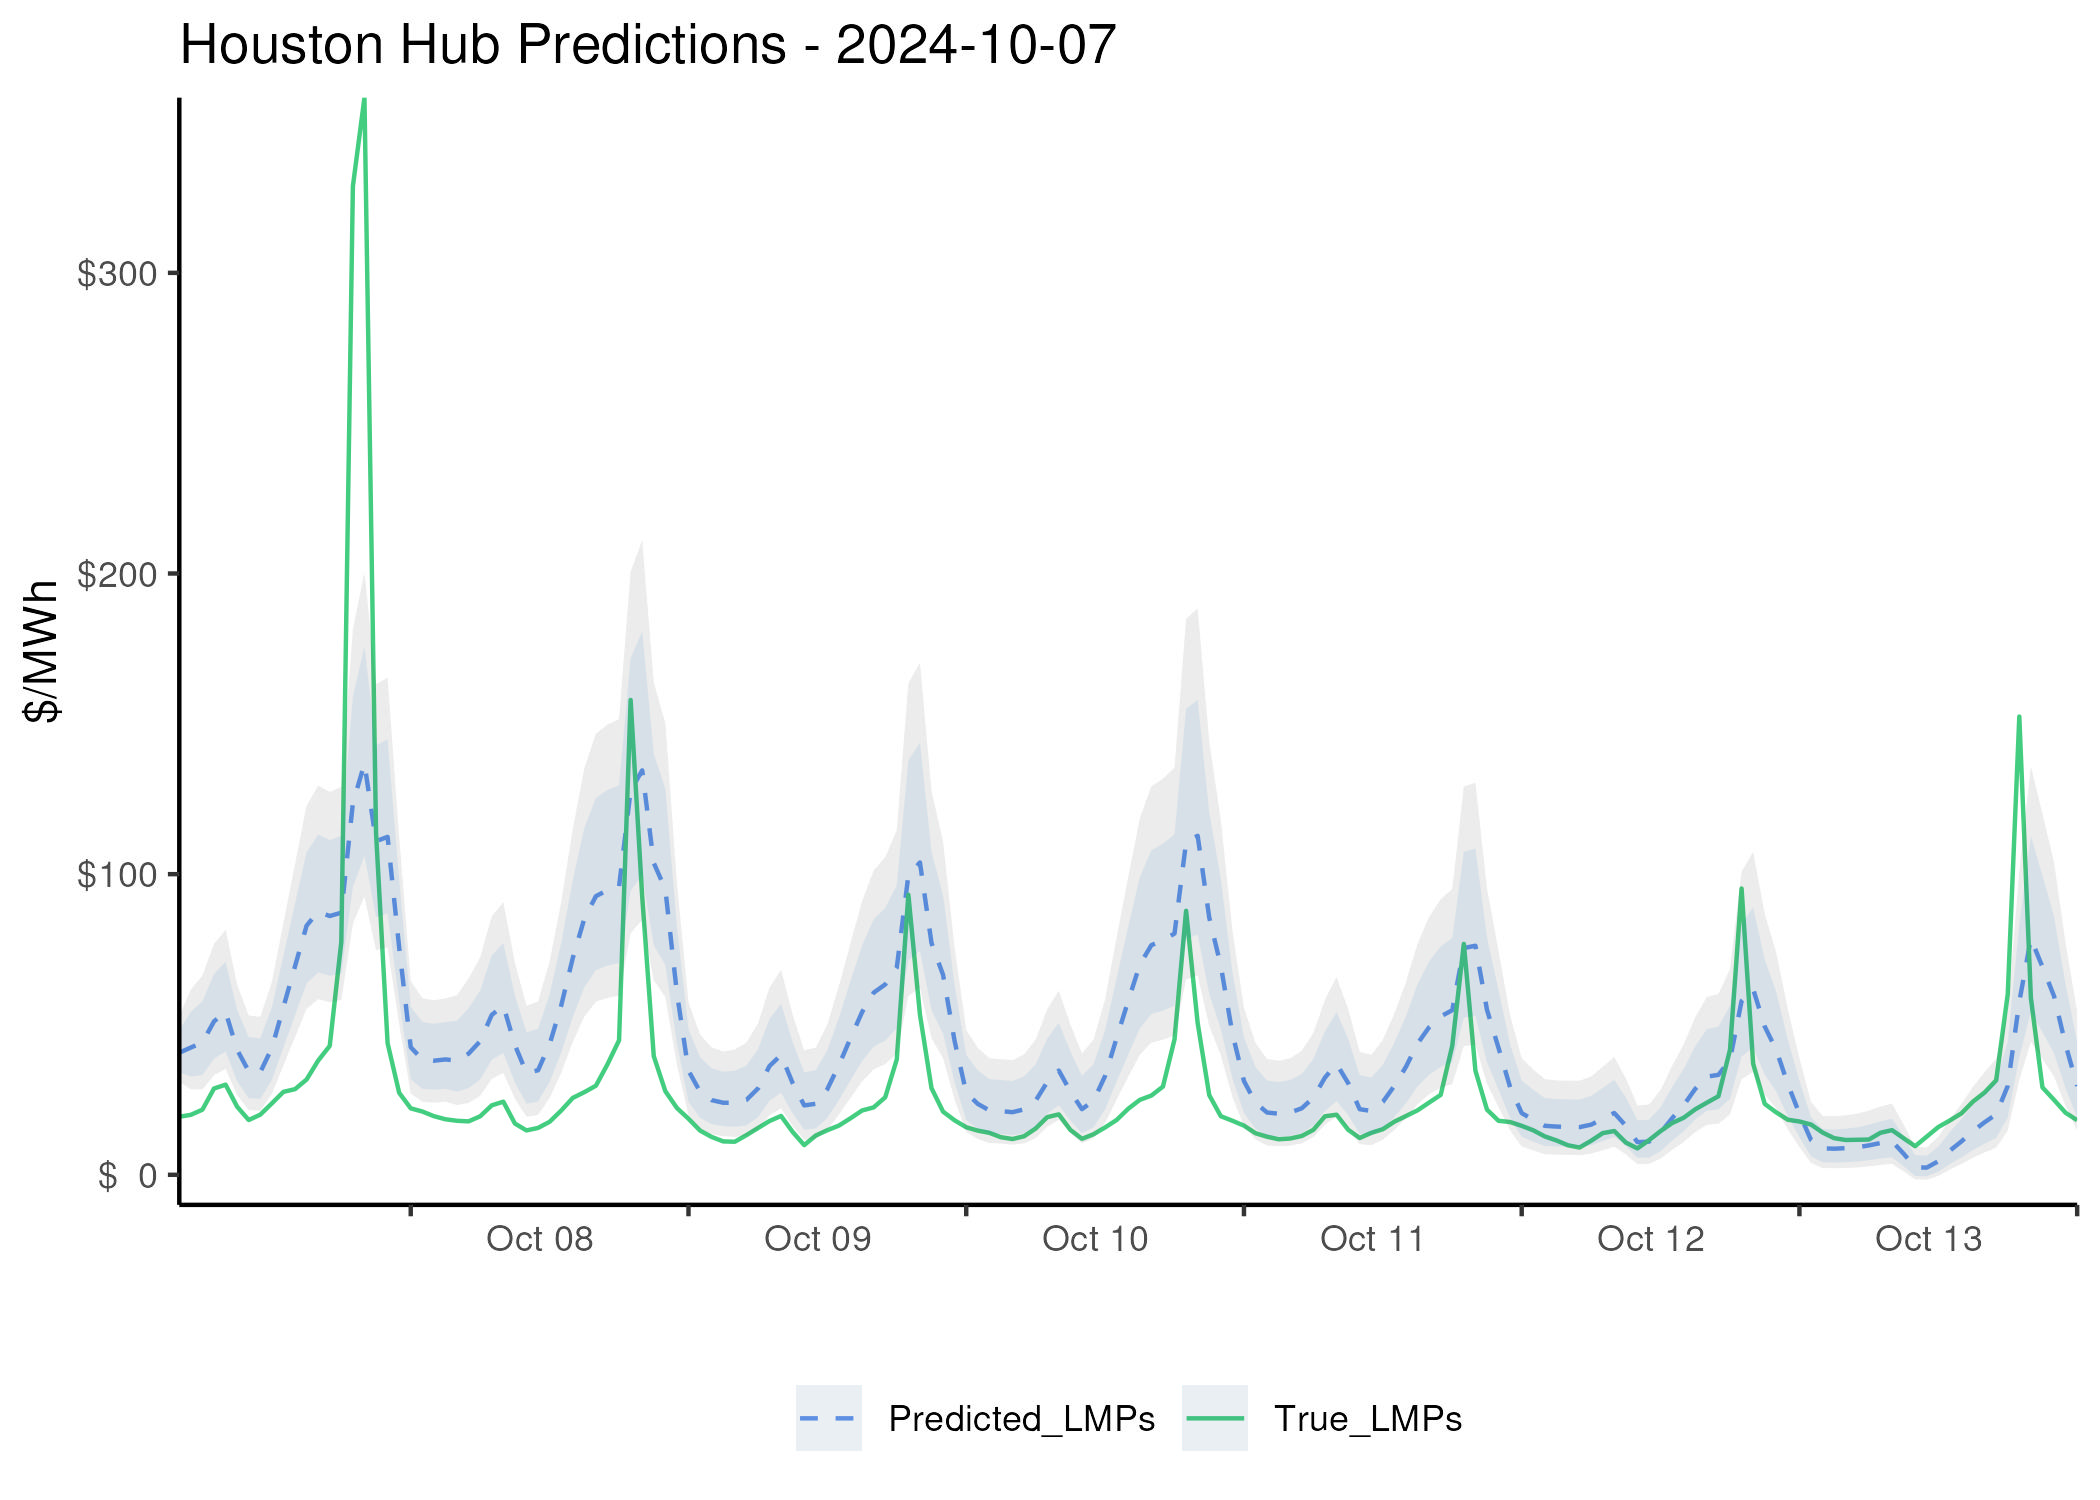 Houston Hub Predictions - 2024-10-07
$/MWh
$300
$200
$100
$ 0
Oct 08 Oct 09 Oct 10 Oct 11 Oct 12 Oct 13
Predicted_LMPs True_LMPs